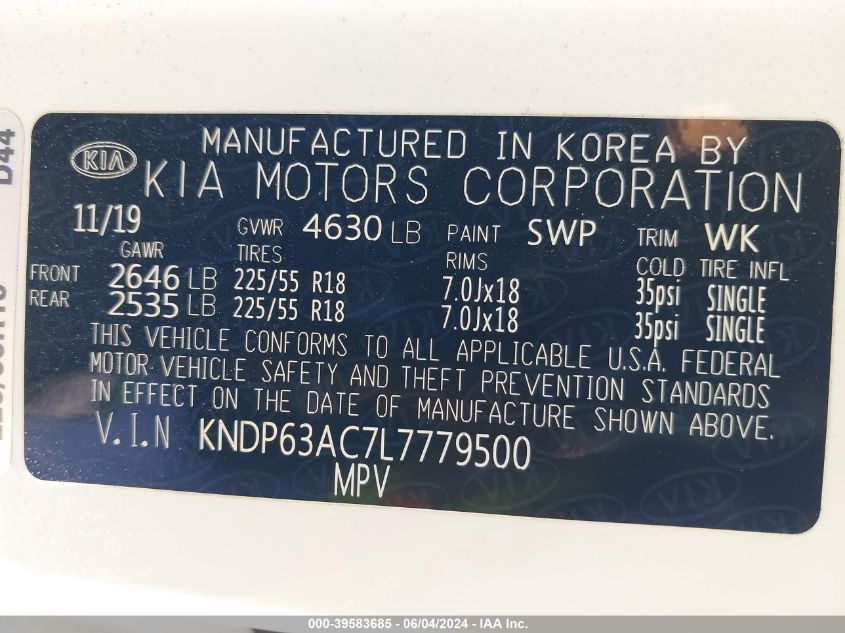 MANUFACTURED IN KOREA BY
KIA KIA MOTORS CORPORATION
11/19 GVWR 4630 LB PAINT SWP TRIM WK
GAWR TIRES RIMS COLD TIRE INFL
FRONT 2646 LB 225/55 R18 7.0Jx18 35psi SINGLE
REAR 2535 LB 225/55 R18 7.0Jx18 35psi SINGLE
THIS VEHICLE CONFORMS TO ALL APPLICABLE U.S.A. FEDERAL
MOTOR VEHICLE SAFETY AND THEFT PREVENTION STANDARDS
IN EFFECT ON THE DATE OF MANUFACTURE SHOWN ABOVE.
V.I.N KNDP63AC7L7779500
MPV
D44
000-39583685 - 06/04/2024 - IAA Inc.